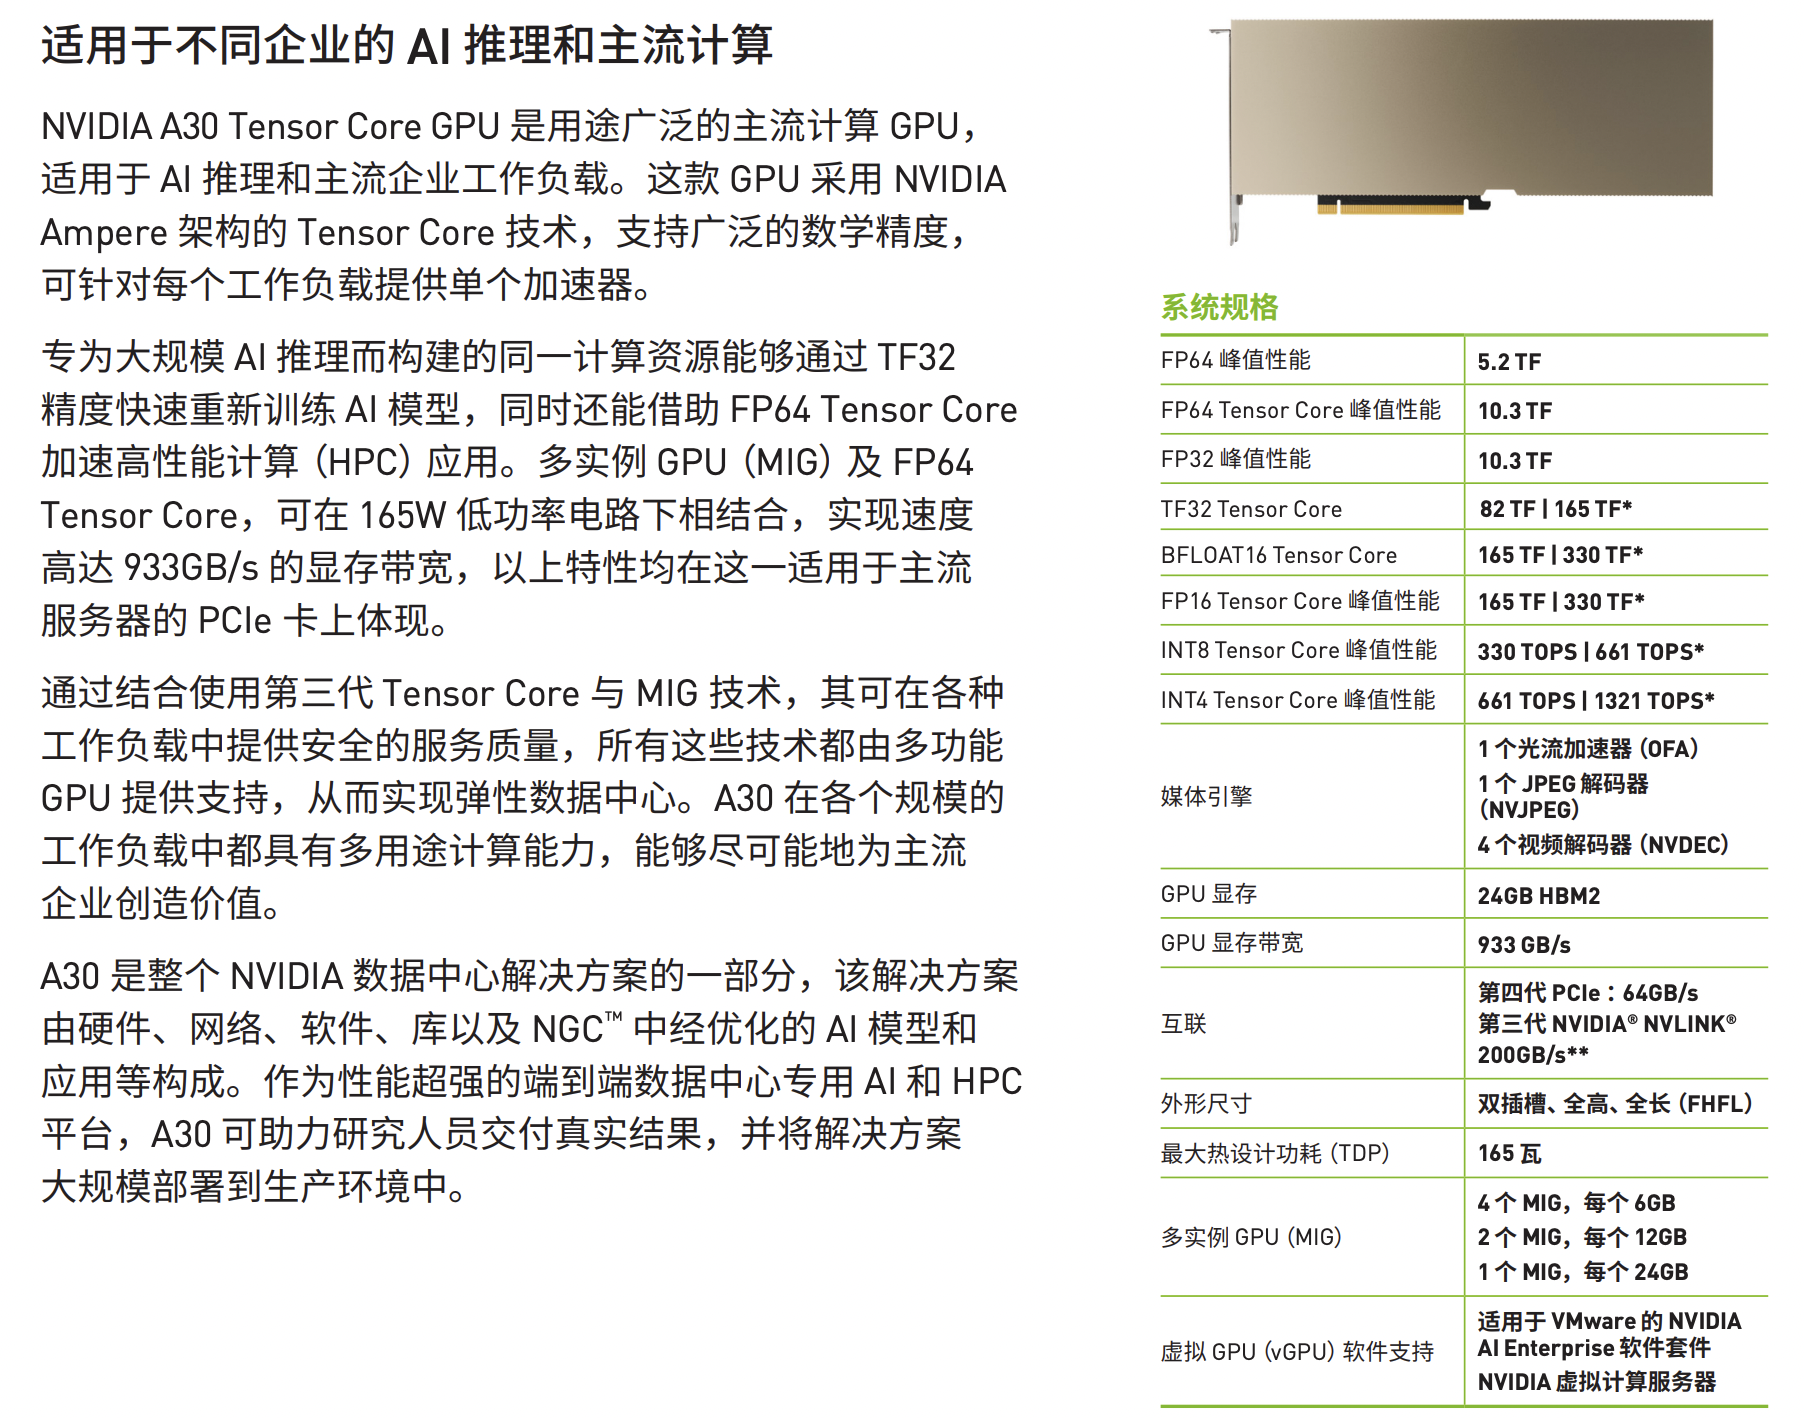 适用于不同企业的 AI 推理和主流计算
NVIDIA A30 Tensor Core GPU 是用途广泛的主流计算 GPU，
适用于 AI 推理和主流企业工作负载。这款 GPU 采用 NVIDIA
Ampere 架构的 Tensor Core 技术，支持广泛的数学精度，
可针对每个工作负载提供单个加速器。
专为大规模 AI 推理而构建的同一计算资源能够通过 TF32
精度快速重新训练 AI 模型，同时还能借助 FP64 Tensor Core
加速高性能计算（HPC）应用。多实例 GPU（MIG）及 FP64
Tensor Core，可在 165W 低功率电路下相结合，实现速度
高达 933GB/s 的显存带宽，以上特性均在这一适用于主流
服务器的 PCIe 卡上体现。
通过结合使用第三代 Tensor Core 与 MIG 技术，其可在各种
工作负载中提供安全的服务质量，所有这些技术都由多功能
GPU 提供支持，从而实现弹性数据中心。A30 在各个规模的
工作负载中都具有多用途计算能力，能够尽可能地为主流
企业创造价值。
A30 是整个 NVIDIA 数据中心解决方案的一部分，该解决方案
由硬件、网络、软件、库以及 NGC™ 中经优化的 AI 模型和
应用等构成。作为性能超强的端到端数据中心专用 AI 和 HPC
平台，A30 可助力研究人员交付真实结果，并将解决方案
大规模部署到生产环境中。
系统规格
FP64 峰值性能 5.2 TF
FP64 Tensor Core 峰值性能 10.3 TF
FP32 峰值性能 10.3 TF
TF32 Tensor Core 82 TF | 165 TF*
BFLOAT16 Tensor Core 165 TF | 330 TF*
FP16 Tensor Core 峰值性能 165 TF | 330 TF*
INT8 Tensor Core 峰值性能 330 TOPS | 661 TOPS*
INT4 Tensor Core 峰值性能 661 TOPS | 1321 TOPS*
媒体引擎
1 个光流加速器（OFA）
1 个 JPEG 解码器
（NVJPEG）
4 个视频解码器（NVDEC）
GPU 显存 24GB HBM2
GPU 显存带宽 933 GB/s
互联
第四代 PCIe：64GB/s
第三代 NVIDIA® NVLINK®
200GB/s**
外形尺寸 双插槽、全高、全长（FHFL）
最大热设计功耗（TDP） 165 瓦
多实例 GPU（MIG）
4 个 MIG，每个 6GB
2 个 MIG，每个 12GB
1 个 MIG，每个 24GB
虚拟 GPU（vGPU）软件支持
适用于 VMware 的 NVIDIA
AI Enterprise 软件套件
NVIDIA 虚拟计算服务器